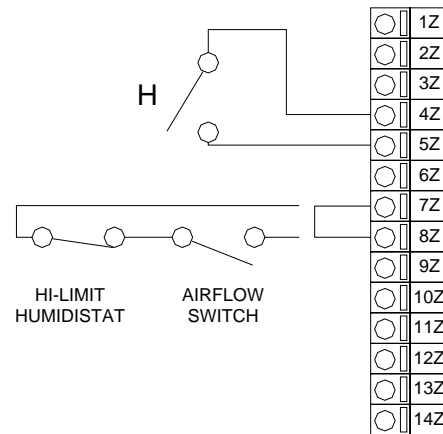 H
HI-LIMIT
HUMIDISTAT
AIRFLOW
SWITCH
1Z
2Z
3Z
4Z
5Z
6Z
7Z
8Z
9Z
10Z
11Z
12Z
13Z
14Z